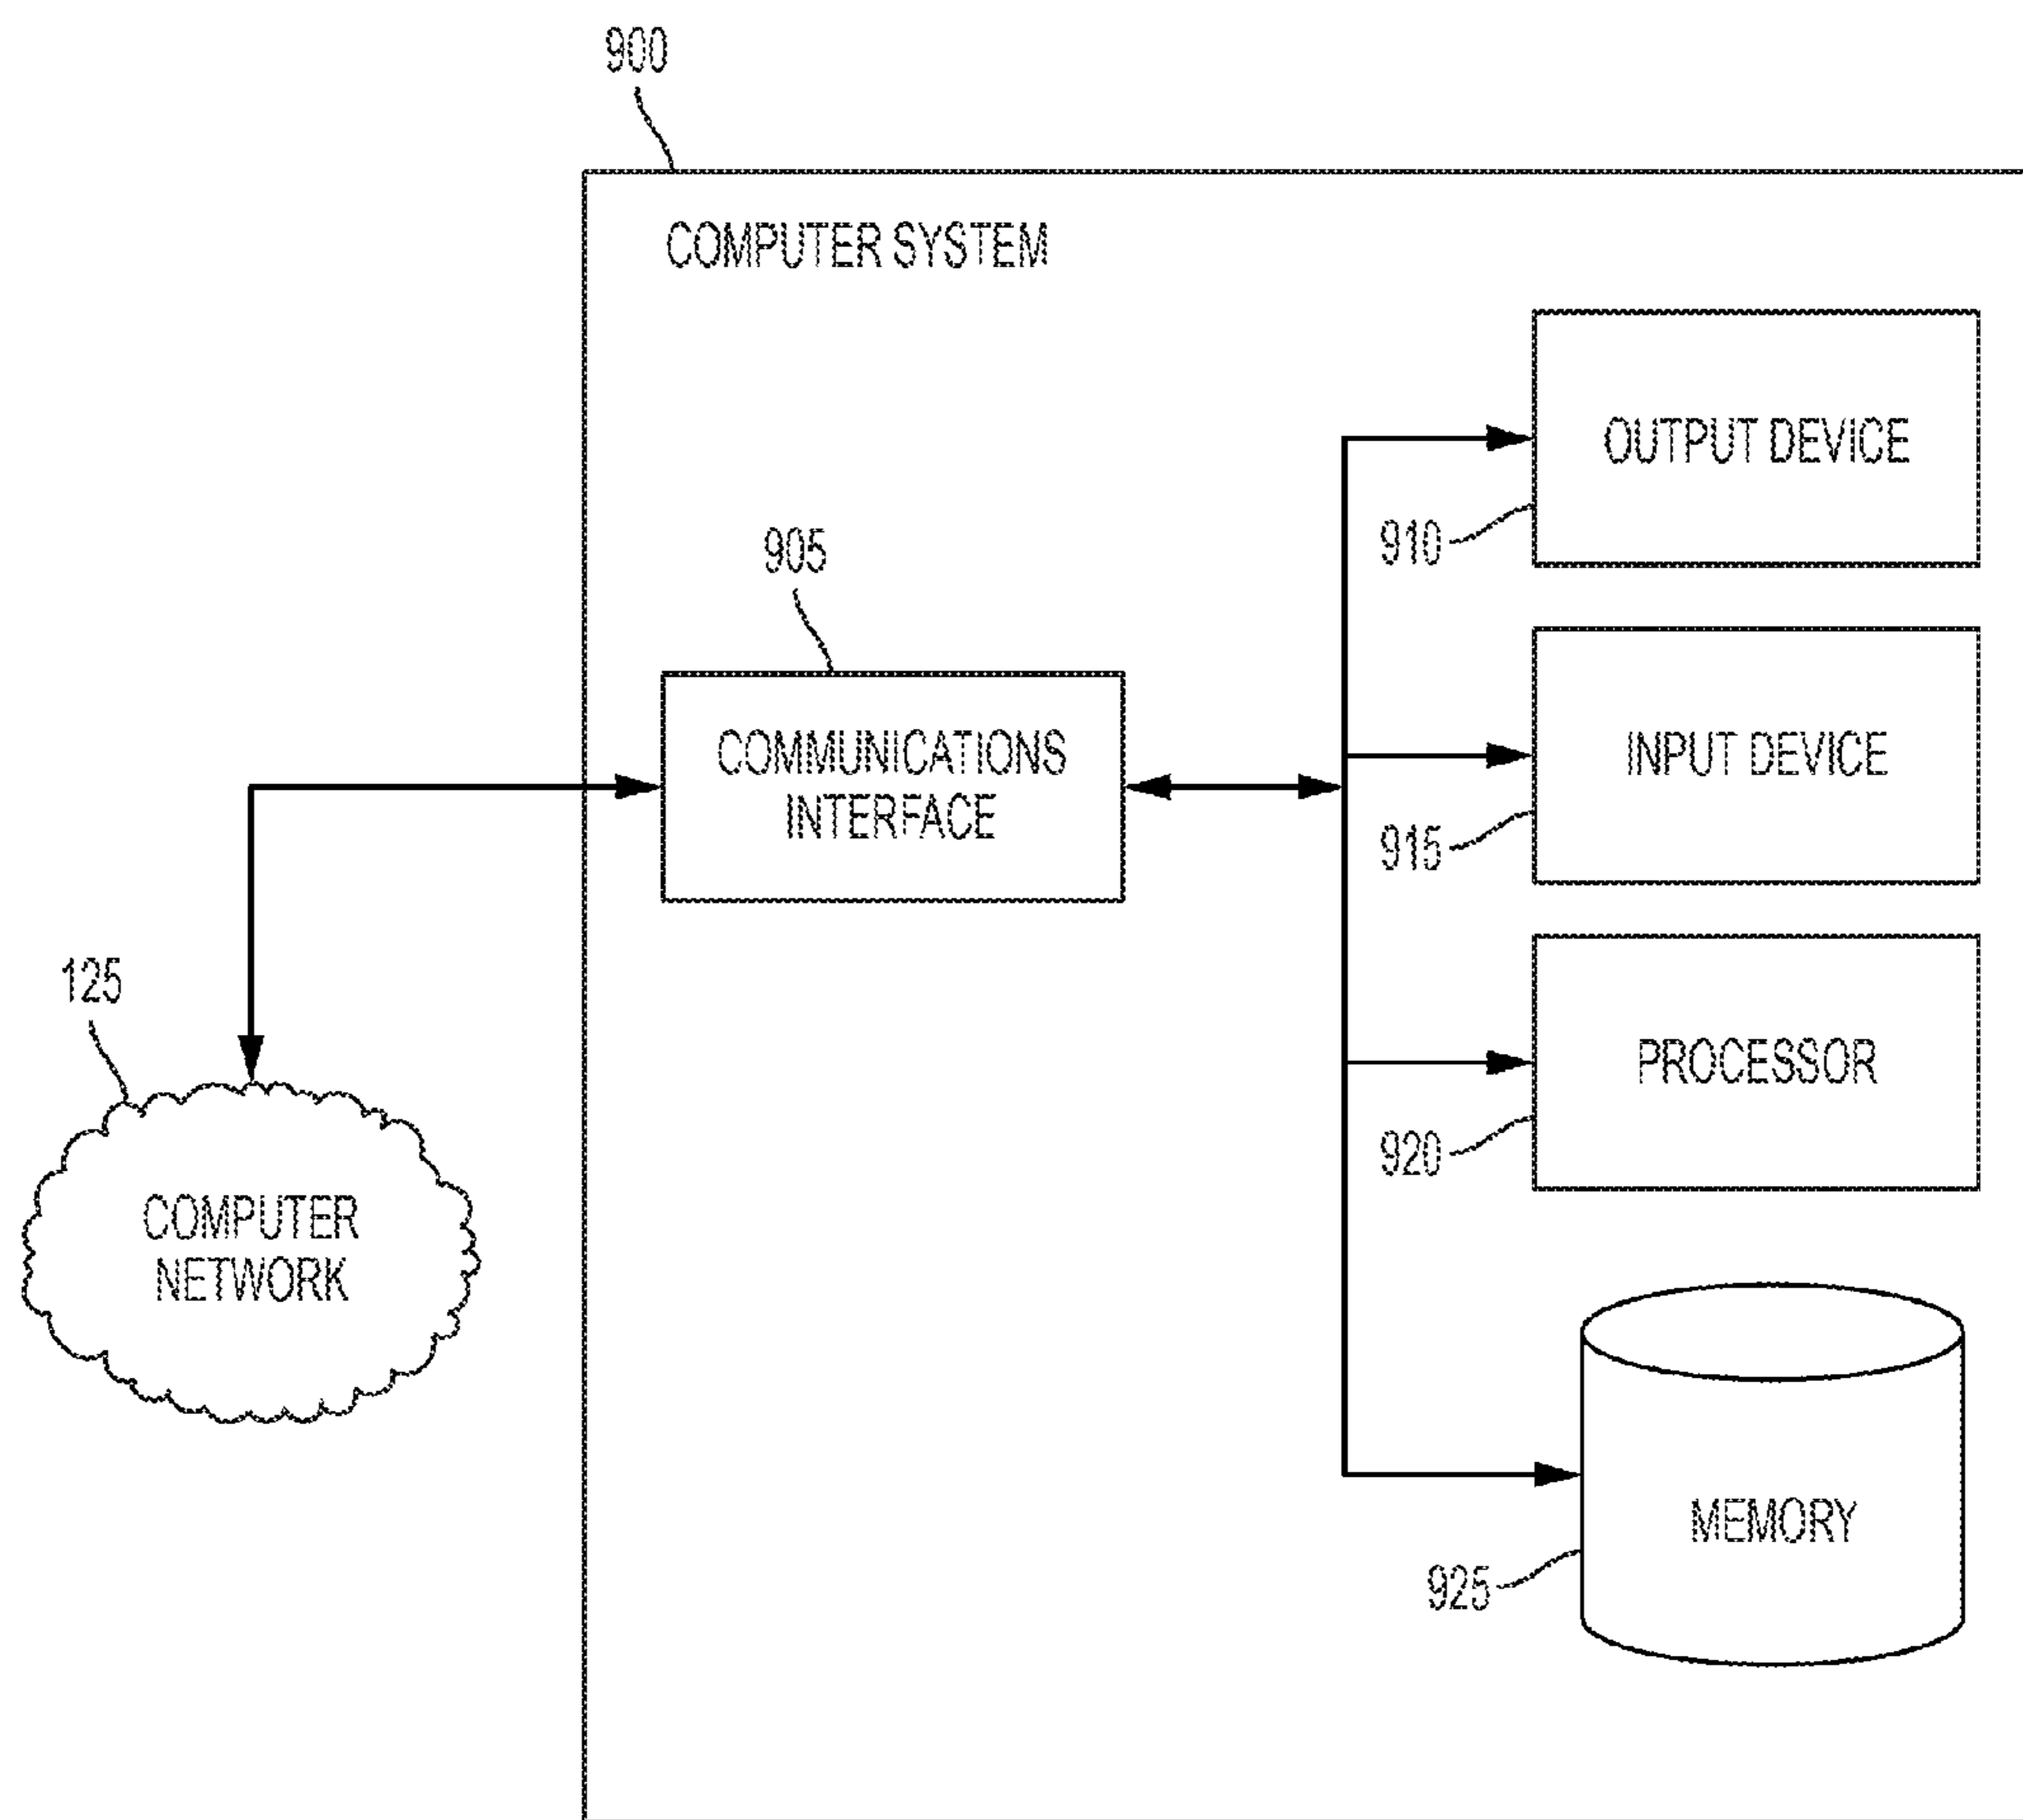 900
COMPUTER SYSTEM
OUTPUT DEVICE
910
905
COMMUNICATIONS
INTERFACE
INPUT DEVICE
915
125
PROCESSOR
920
COMPUTER
NETWORK
MEMORY
925